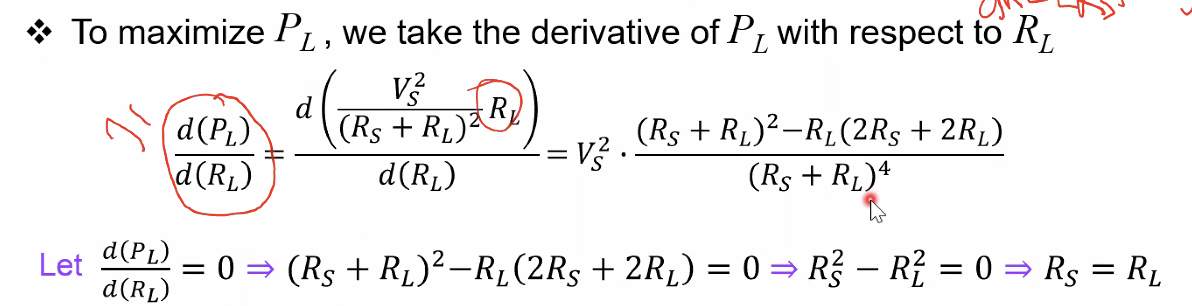 ❖ To maximize P_L, we take the derivative of P_L with respect to R_L
d(P_L)/d(R_L) = d(V_S^2/(R_S + R_L)^2 R_L)/d(R_L) = V_S^2 · ((R_S + R_L)^2−R_L(2R_S + 2R_L))/(R_S + R_L)^4
Let d(P_L)/d(R_L) = 0 ⇒ (R_S + R_L)^2−R_L(2R_S + 2R_L) = 0 ⇒ R_S^2 − R_L^2 = 0 ⇒ R_S = R_L